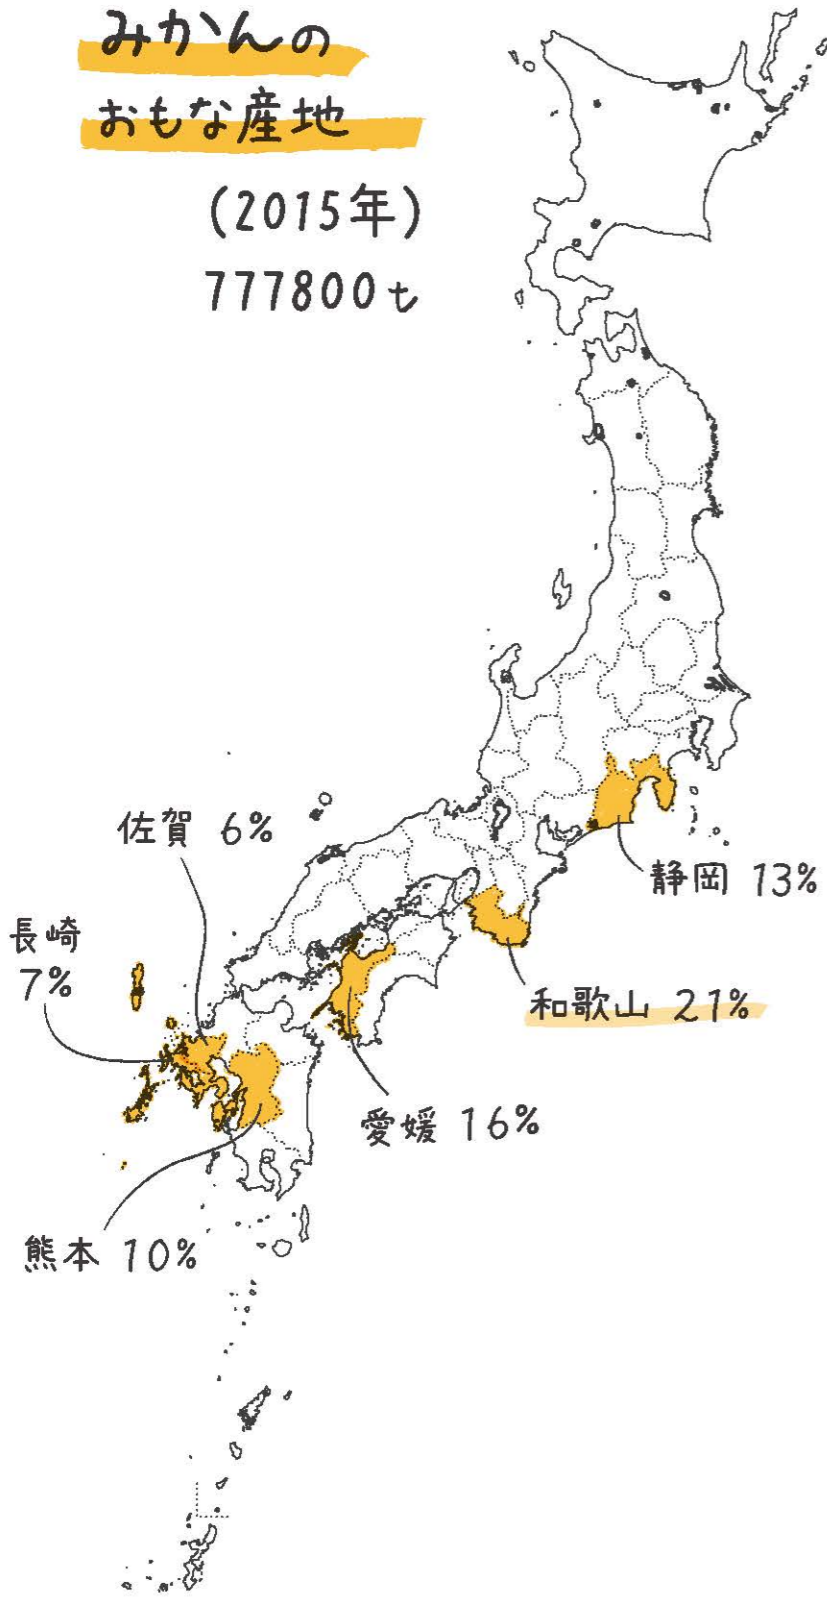 みかんの
おもな産地
(2015年)
777800t
佐賀 6%
長崎
7%
静岡 13%
和歌山 21%
愛媛 16%
熊本 10%